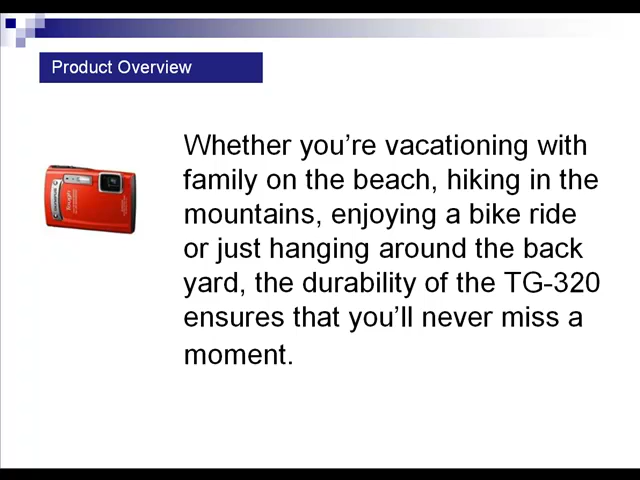 Product Overview
Whether you’re vacationing with
family on the beach, hiking in the
mountains, enjoying a bike ride
or just hanging around the back
yard, the durability of the TG-320
ensures that you’ll never miss a
moment.